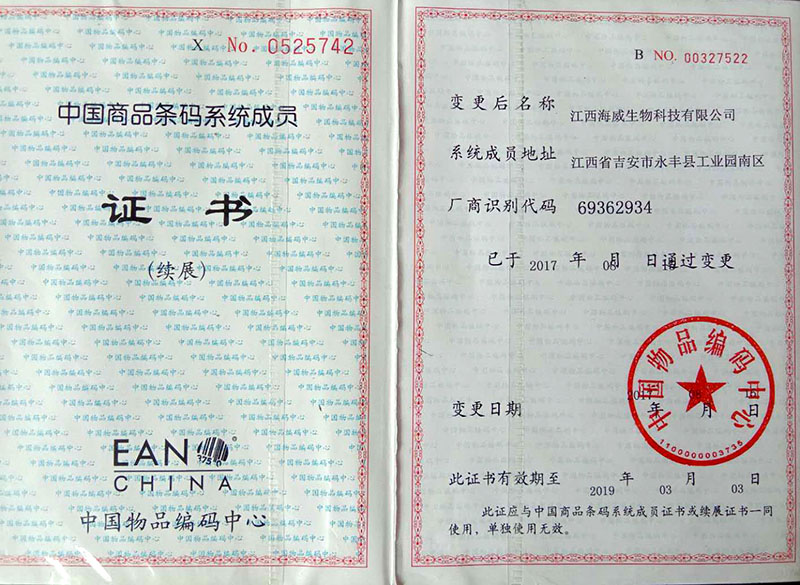 X No. 0525742
中国商品条码系统成员
证书
(续展)
EAN
CHINA
中国物品编码中心
B NO. 00327522
变更后名称 江西海威生物科技有限公司
系统成员地址 江西省吉安市永丰县工业园南区
厂商识别代码 69362934
已于 2017 年 08 月 日通过变更
中国物品编码中心
1100000003735
变更日期 2017 年 月 日
此证书有效期至 2019 年 03 月 03 日
此证应与中国商品条码系统成员证书或续展证书一同
使用，单独使用无效。